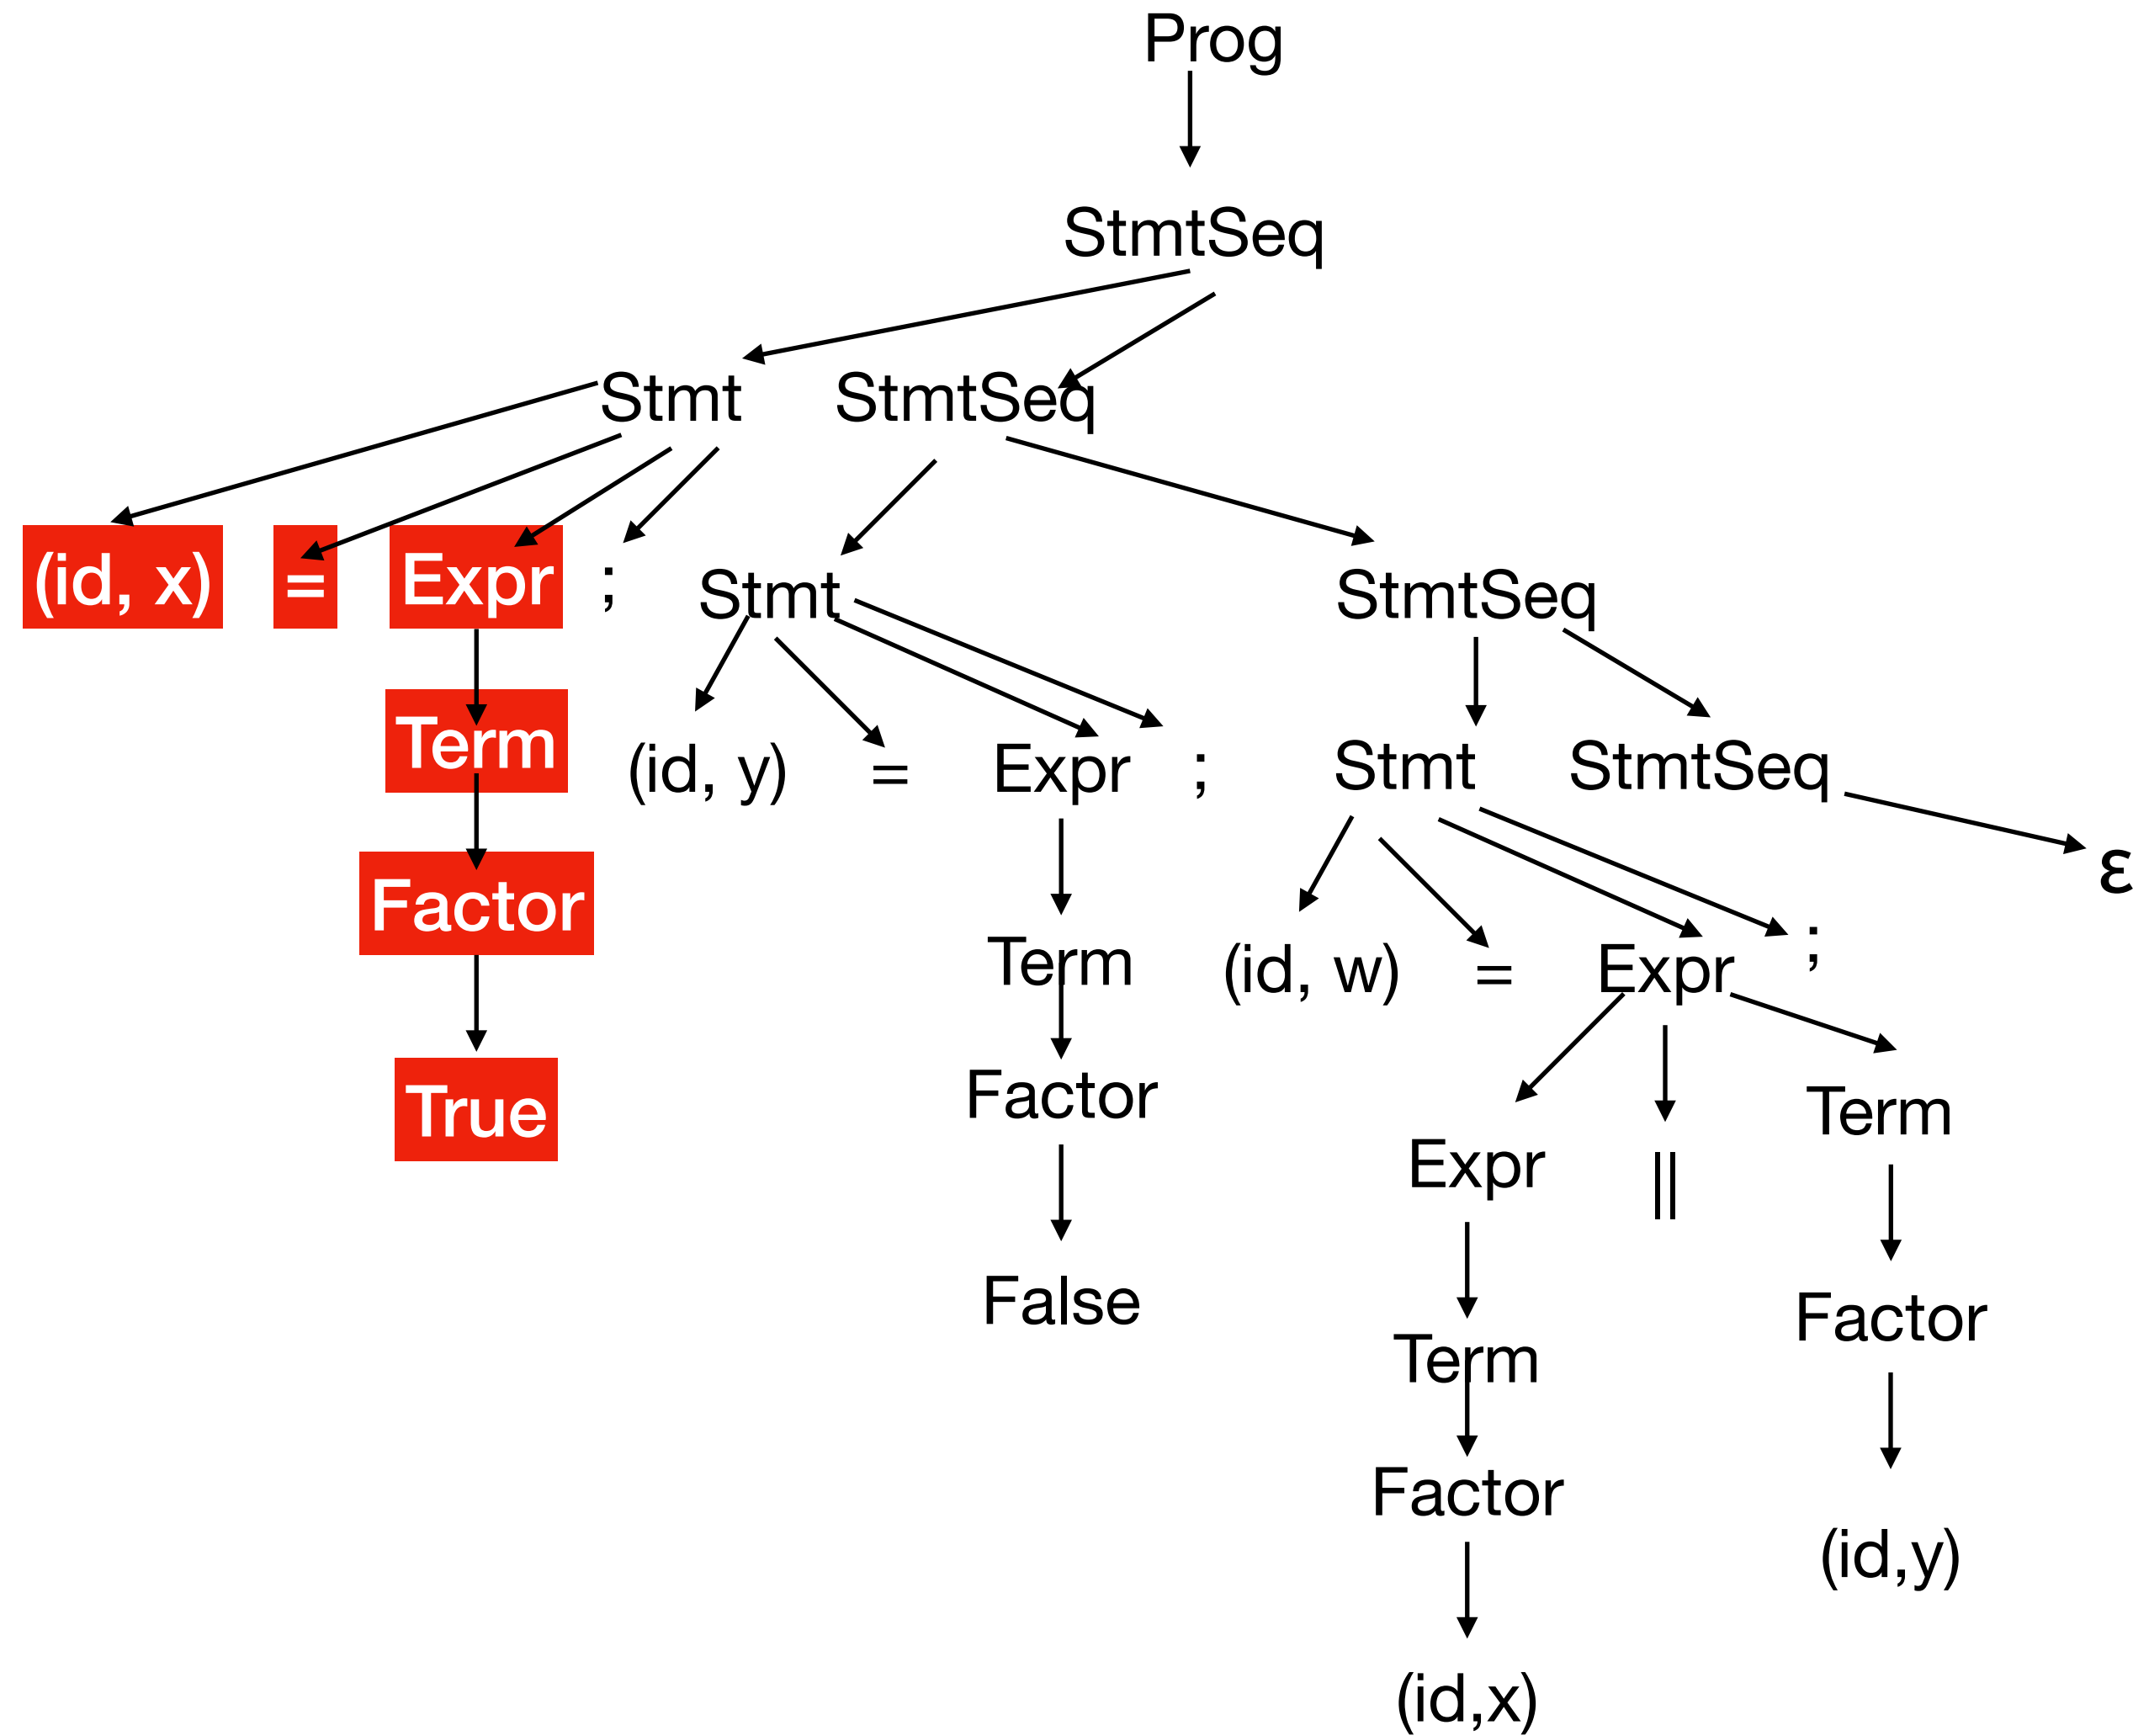 Prog
StmtSeq
Stmt StmtSeq
(id, x) = Expr ; Stmt StmtSeq
Term (id, y) = Expr ; Stmt StmtSeq
ε
Factor Term (id, w) = Expr ;
True Factor Expr || Term
False Term Factor
Factor (id,y)
(id,x)